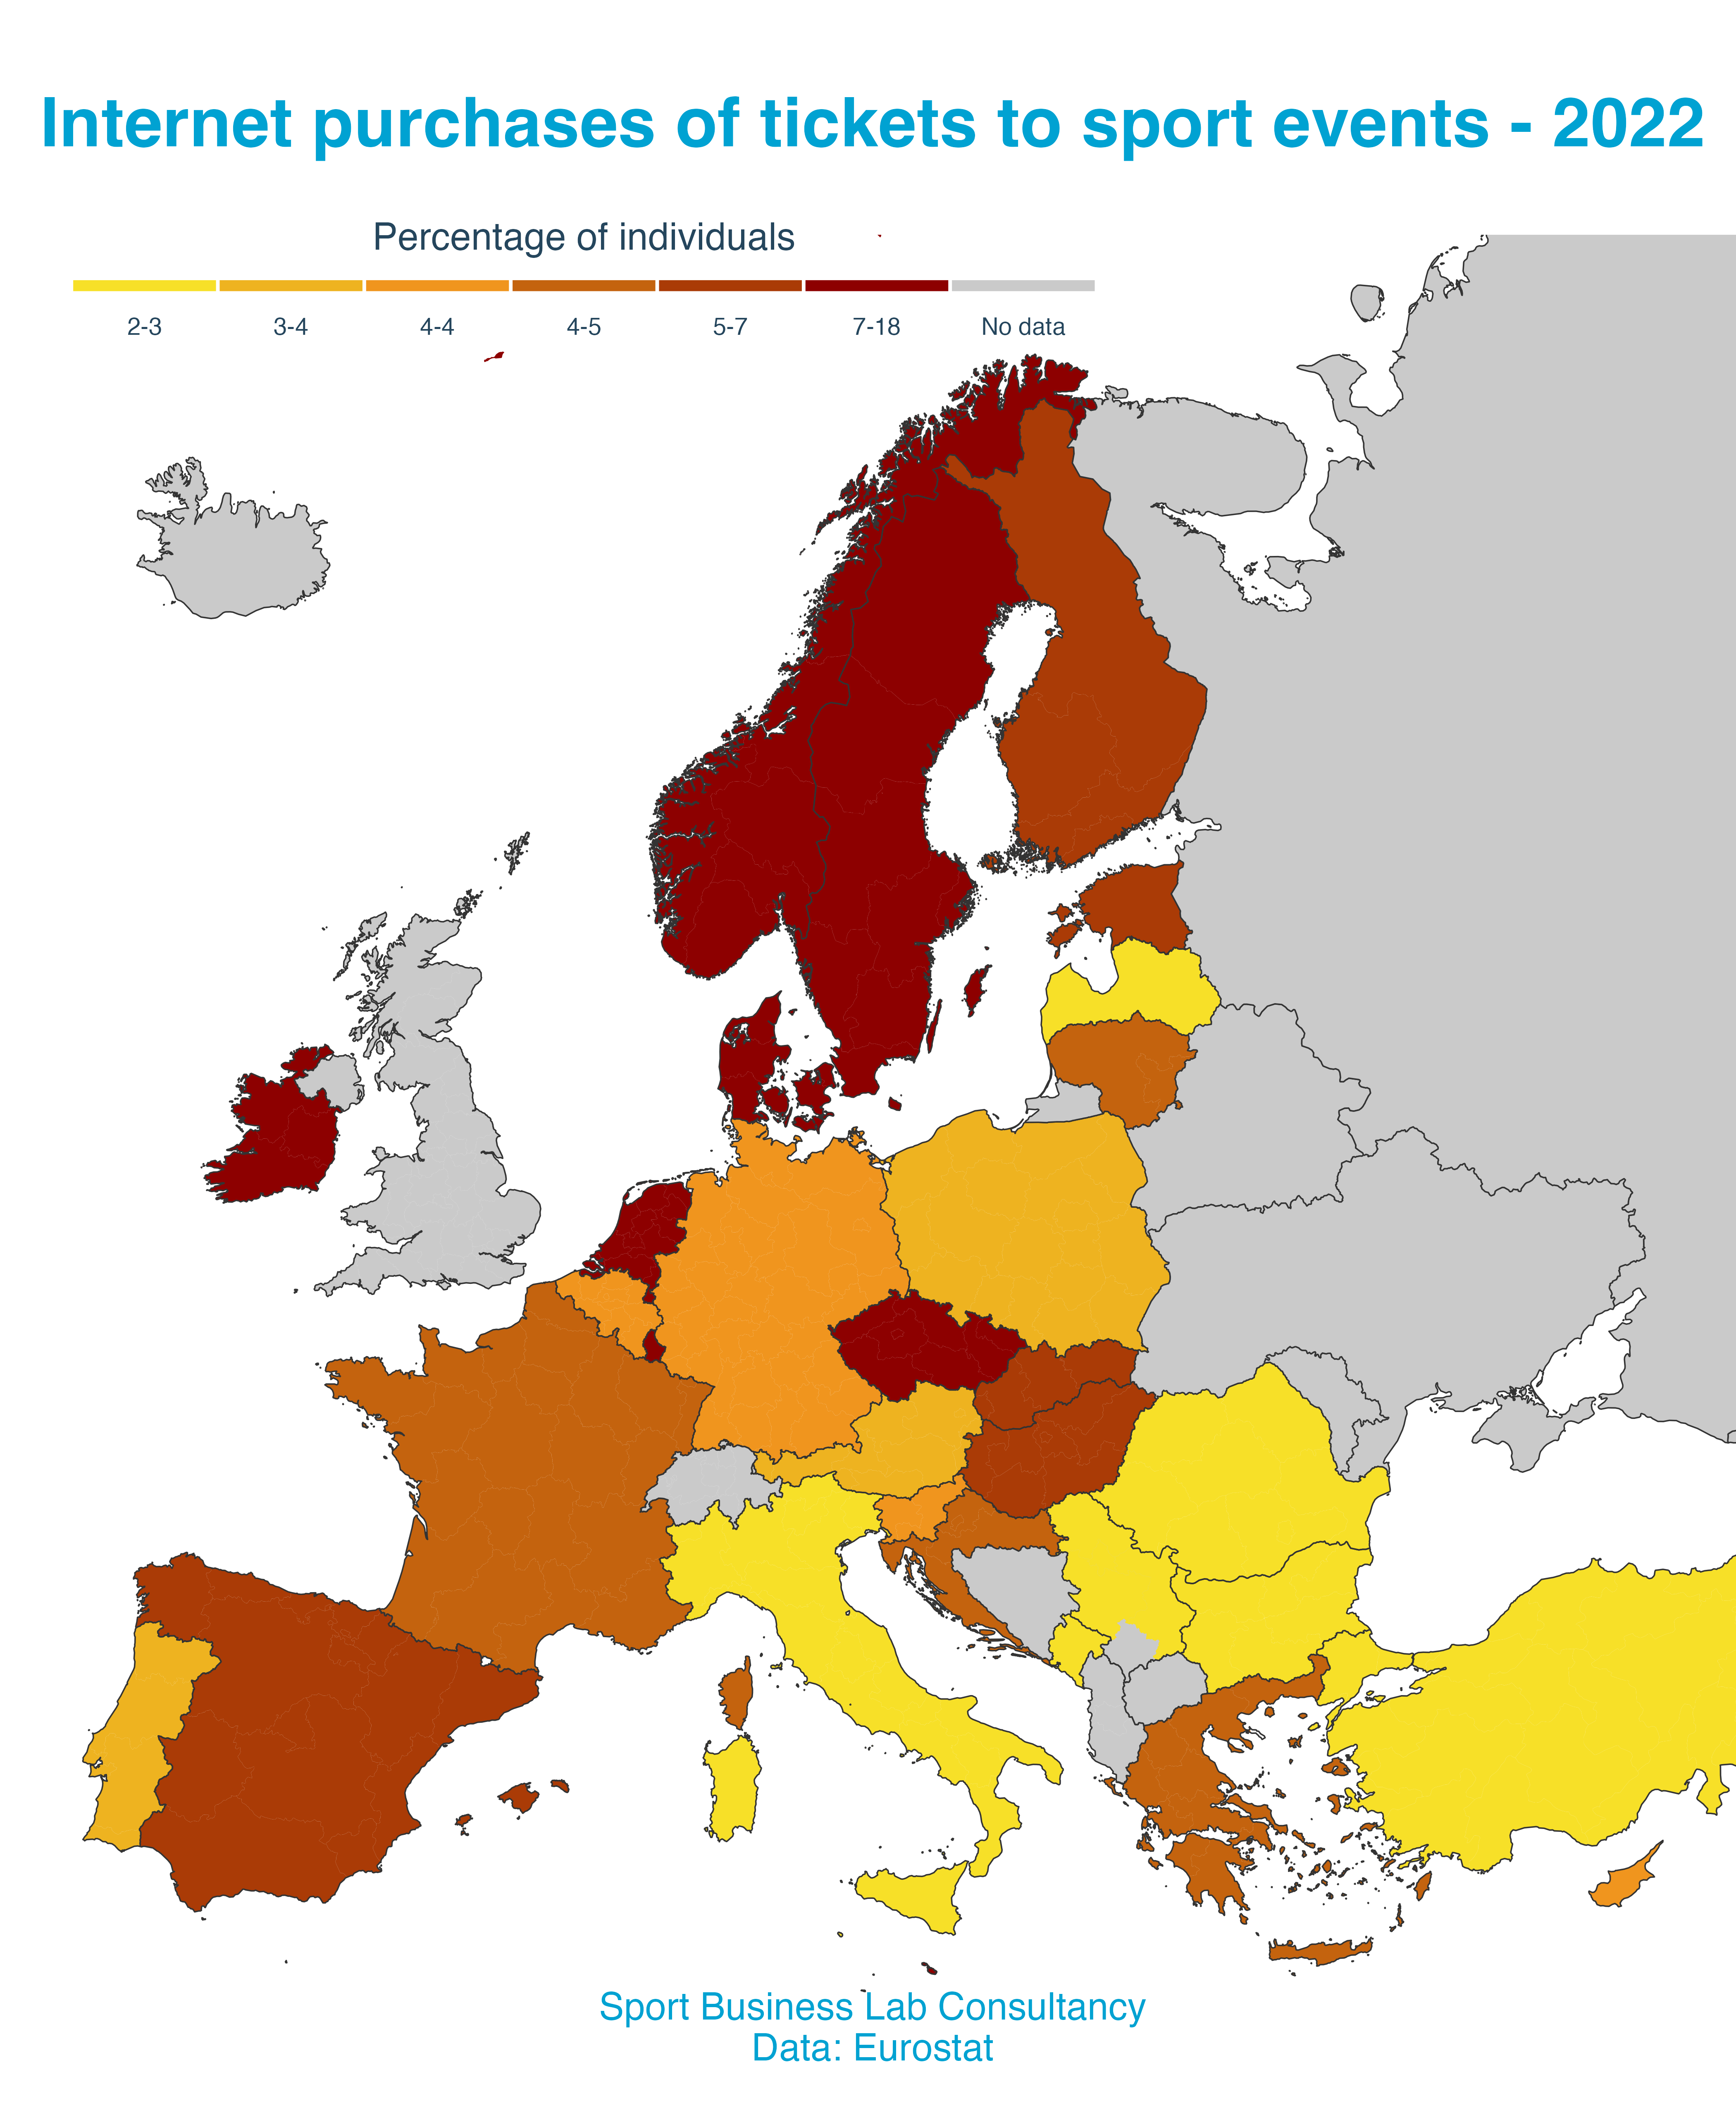 Internet purchases of tickets to sport events - 2022
Percentage of individuals
2-3 3-4 4-4 4-5 5-7 7-18 No data
Sport Business Lab Consultancy
Data: Eurostat